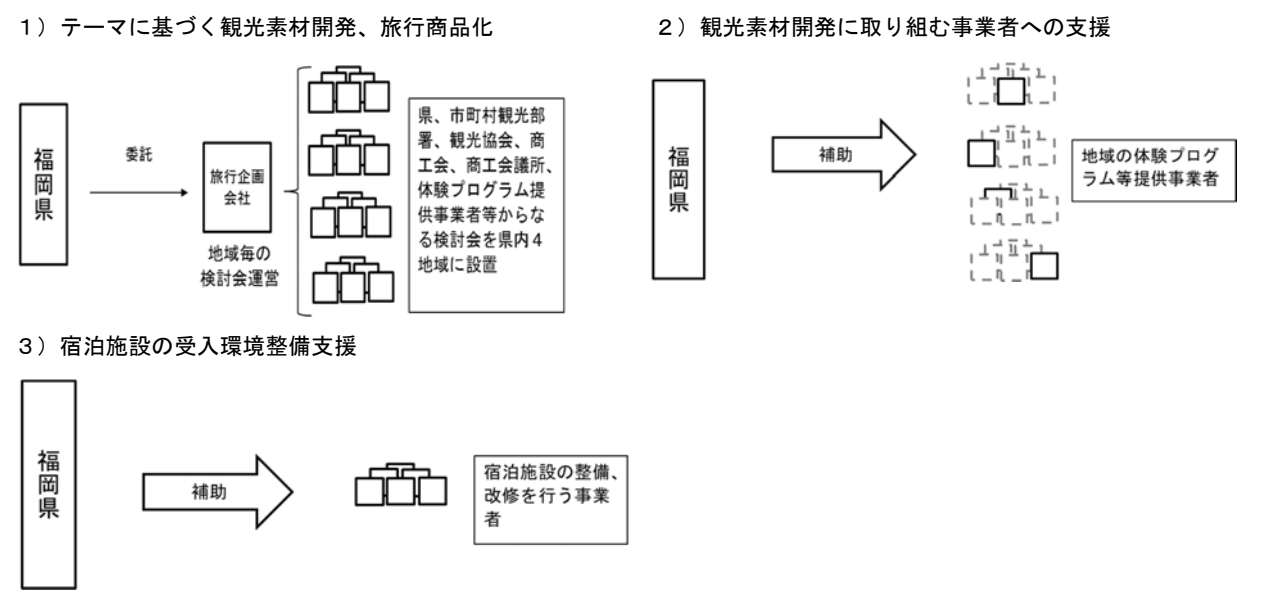 １）テーマに基づく観光素材開発、旅行商品化
福岡県
委託
旅行企画
会社
地域毎の
検討会運営
県、市町村観光部
署、観光協会、商
工会、商工会議所、
体験プログラム提
供事業者等からな
る検討会を県内４
地域に設置
２）観光素材開発に取り組む事業者への支援
福岡県
補助
地域の体験プログ
ラム等提供事業者
３）宿泊施設の受入環境整備支援
福岡県
補助
宿泊施設の整備、
改修を行う事業
者